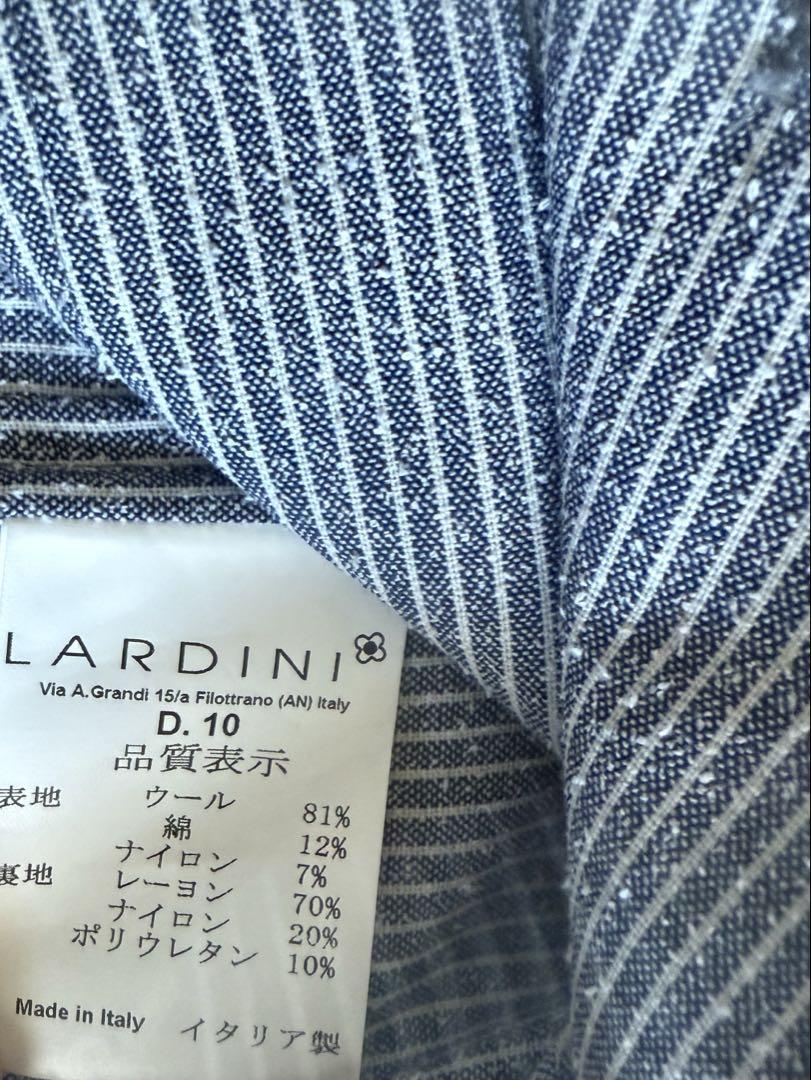 LARDINI
Via A.Grandi 15/a Filottrano (AN) Italy
D. 10
品質表示
表地 ウール 81%
綿 12%
ナイロン 7%
裏地 レーヨン 70%
ナイロン 20%
ポリウレタン 10%
Made in Italy イタリア製